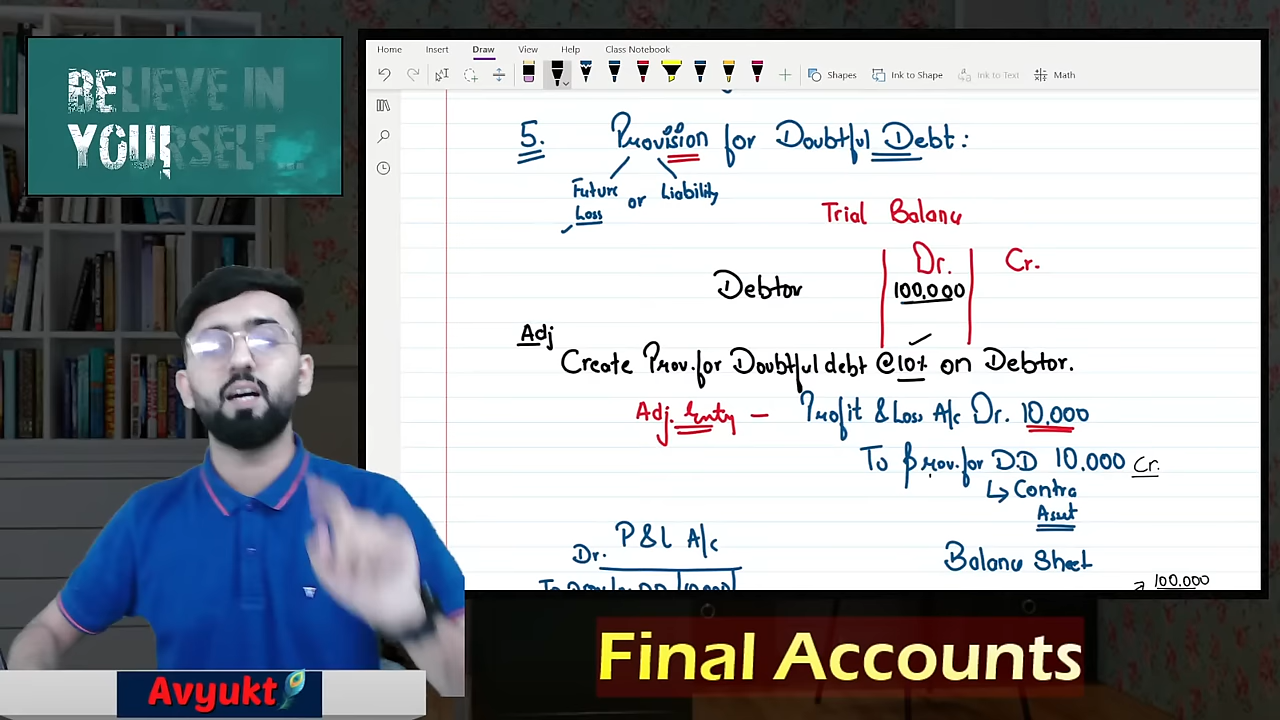 BELIEVE IN
YOURSELF...
Home Insert Draw View Help Class Notebook
Shapes Ink to Shape Ink to Text Math
5. Provision for Doubtful Debt:
Future or Liability
Loss
Trial Balance
Dr. Cr.
Debtor 100,000
Adj
Create Prov. for Doubtful debt @10% on Debtor.
Adj. Entry — Profit & Loss A/c Dr. 10,000
To Prov. for D.D 10.000 Cr.
↳ Contra
Asset
P&L A/c
Dr.
Balance Sheet
100.000
Final Accounts
Avyukt